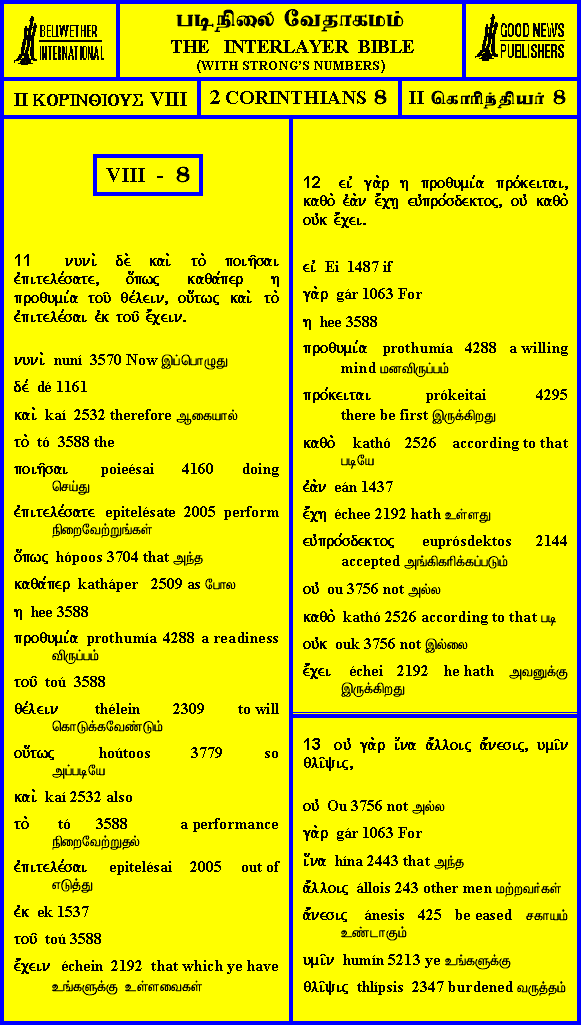 BELLWETHER
INTERNATIONAL
படிநிலை வேதாகமம்
THE INTERLAYER BIBLE
(WITH STRONG'S NUMBERS)
GOOD NEWS
PUBLISHERS
II ΚΟΡΙΝΘΙΟΥΣ VIII
2 CORINTHIANS 8
II கொரிந்தியர் 8
VIII - 8
11 νυνὶ δὲ καὶ τὸ ποιῆσαι
ἐπιτελέσατε, ὅπως καθάπερ η
προθυμία τοῦ θέλειν, οὕτως καὶ τὸ
ἐπιτελέσαι ἐκ τοῦ ἔχειν.
νυνὶ nuní 3570 Now இப்பொழுது
δέ dé 1161
καὶ kaí 2532 therefore ஆகையால்
τὸ tó 3588 the
ποιῆσαι poieésai 4160 doing
செய்து
ἐπιτελέσατε epitelésate 2005 perform
நிறைவேற்றுங்கள்
ὅπως hópoos 3704 that அந்த
καθάπερ katháper 2509 as போல
η hee 3588
προθυμία prothumía 4288 a readiness
விருப்பம்
τοῦ toú 3588
θέλειν thélein 2309 to will
கொடுக்கவேண்டும்
οὕτως hoútoos 3779 so
அப்படியே
καὶ kaí 2532 also
τὸ tó 3588 a performance
நிறைவேற்றுதல்
ἐπιτελέσαι epitelésai 2005 out of
எடுத்து
ἐκ ek 1537
τοῦ toú 3588
ἔχειν échein 2192 that which ye have
உங்களுக்கு உள்ளவைகள்
12 εἰ γὰρ η προθυμία πρόκειται,
καθὸ ἐὰν ἔχῃ εὐπρόσδεκτος, οὐ καθὸ
οὐκ ἔχει.
εἰ Ei 1487 if
γὰρ gár 1063 For
η hee 3588
προθυμία prothumía 4288 a willing
mind மனவிருப்பம்
πρόκειται prókeitai 4295
there be first இருக்கிறது
καθὸ kathó 2526 according to that
படியே
ἐὰν eán 1437
ἔχῃ échee 2192 hath உள்ளது
εὐπρόσδεκτος euprósdektos 2144
accepted அங்கிகரிக்கப்படும்
οὐ ou 3756 not அல்ல
καθὸ kathó 2526 according to that படி
οὐκ ouk 3756 not இல்லை
ἔχει échei 2192 he hath அவனுக்கு
இருக்கிறது
13 οὐ γὰρ ἵνα ἄλλοις ἄνεσις, υμῖν
θλῖψις,
οὐ Ou 3756 not அல்ல
γὰρ gár 1063 For
ἵνα hína 2443 that அந்த
ἄλλοις állois 243 other men மற்றவர்கள்
ἄνεσις ánesis 425 be eased சகாயம்
உண்டாகும்
υμῖν humín 5213 ye உங்களுக்கு
θλῖψις thlípsis 2347 burdened வருத்தம்